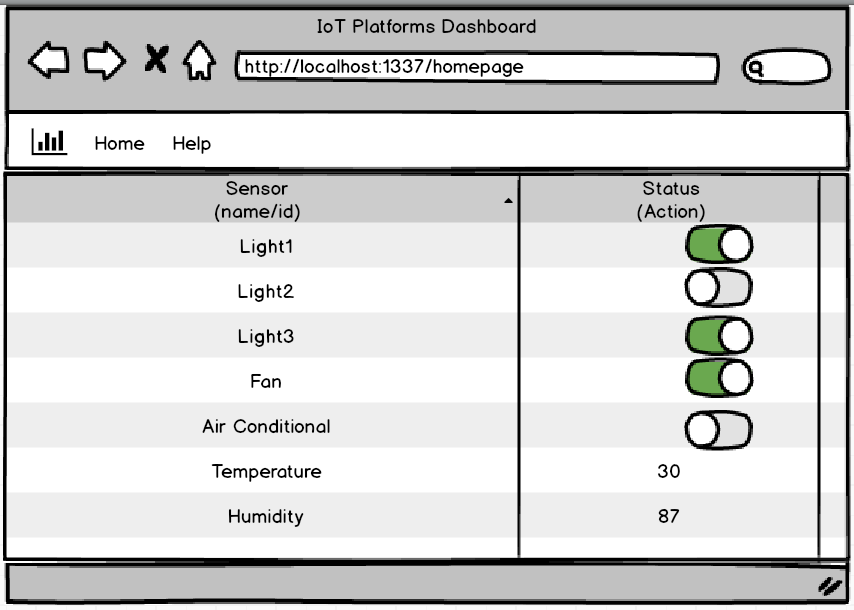 IoT Platforms Dashboard
http://localhost:1337/homepage
Home Help
Sensor
(name/id)
Status
(Action)
Light1
Light2
Light3
Fan
Air Conditional
Temperature 30
Humidity 87